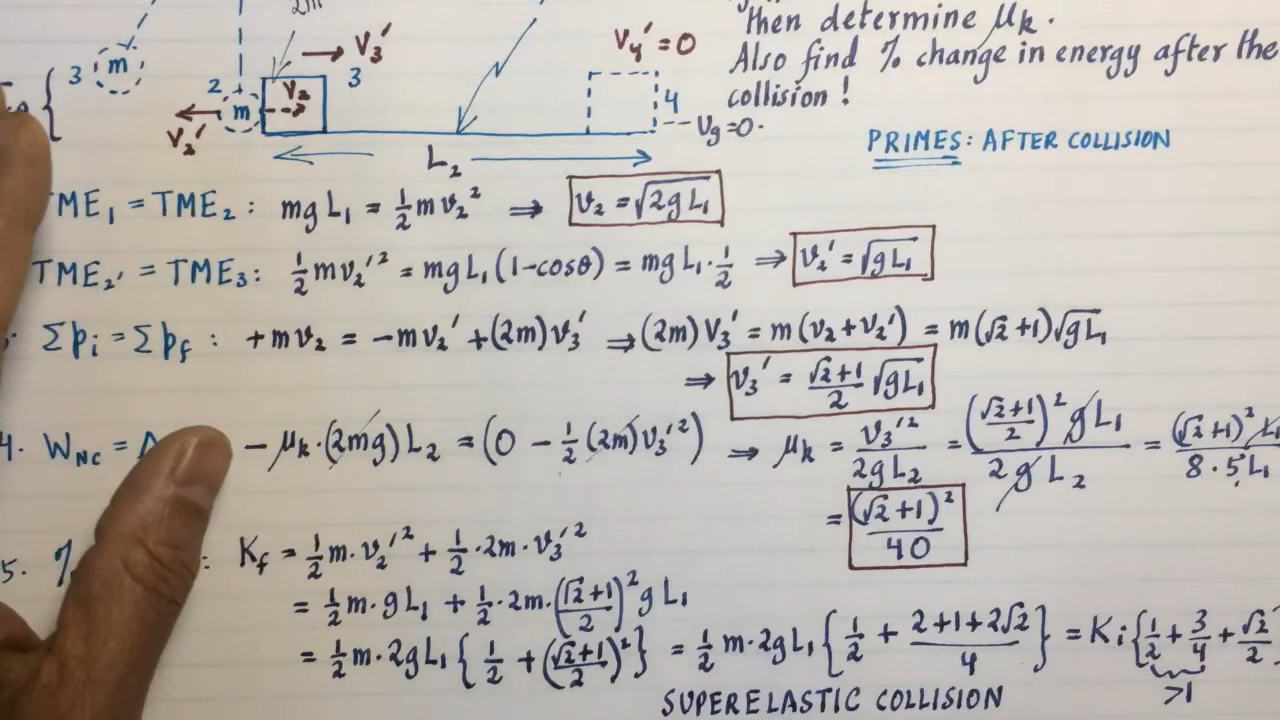 2m
then determine μₖ.
Also find % change in energy after the
collision!
3 m
V₃′
2 m V₂ 3
V₄′ = 0
4
V₂′
Ug = 0.
L₂
PRIMES: AFTER COLLISION
TME₁ = TME₂: mgL₁ = ½mv₂² ⇒ v₂ = √2gL₁
TME₂′ = TME₃: ½mv₂′² = mgL₁(1-cosθ) = mgL₁·½ ⇒ v₂′ = √gL₁
Σpi = Σpf : +mv₂ = -mv₂′ + (2m)v₃′ ⇒ (2m)V₃′ = m(v₂+v₂′) = m(√2+1)√gL₁
⇒ v₃′ = (√2+1)/2 √gL₁
4. W_NC = - μₖ·(2mg)L₂ = (0 - ½(2m)v₃′²) ⇒ μₖ = v₃′²/2gL₂ = ((√2+1)/2)² gL₁ / 2gL₂ = (√2+1)² L₁ / 8·5L₁
= (√2+1)²/40
5. % : K_f = ½m·v₂′² + ½·2m·v₃′²
= ½m·gL₁ + ½·2m·((√2+1)/2)² gL₁
= ½m·2gL₁{½ + ((√2+1)/2)²} = ½m·2gL₁{½ + (2+1+2√2)/4} = Ki{½ + ¾ + √2/2}
>1
SUPERELASTIC COLLISION